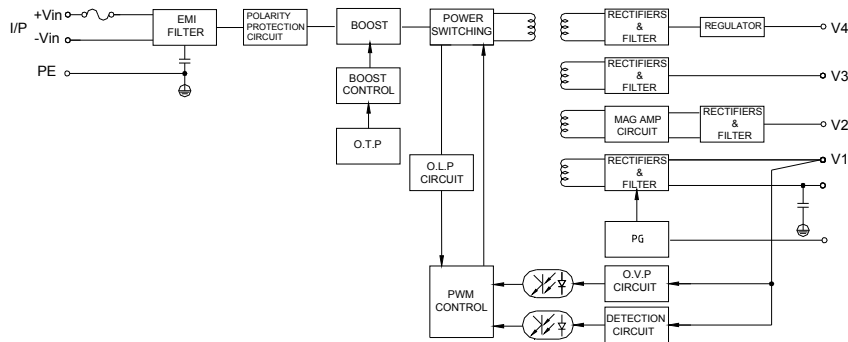 I/P
+Vin
-Vin
PE
EMI
FILTER
POLARITY
PROTECTION
CIRCUIT
BOOST
POWER
SWITCHING
RECTIFIERS
&
FILTER
REGULATOR
V4
BOOST
CONTROL
RECTIFIERS
&
FILTER
V3
O.T.P
MAG AMP
CIRCUIT
RECTIFIERS
&
FILTER
V2
O.L.P
CIRCUIT
RECTIFIERS
&
FILTER
V1
PG
PWM
CONTROL
O.V.P
CIRCUIT
DETECTION
CIRCUIT